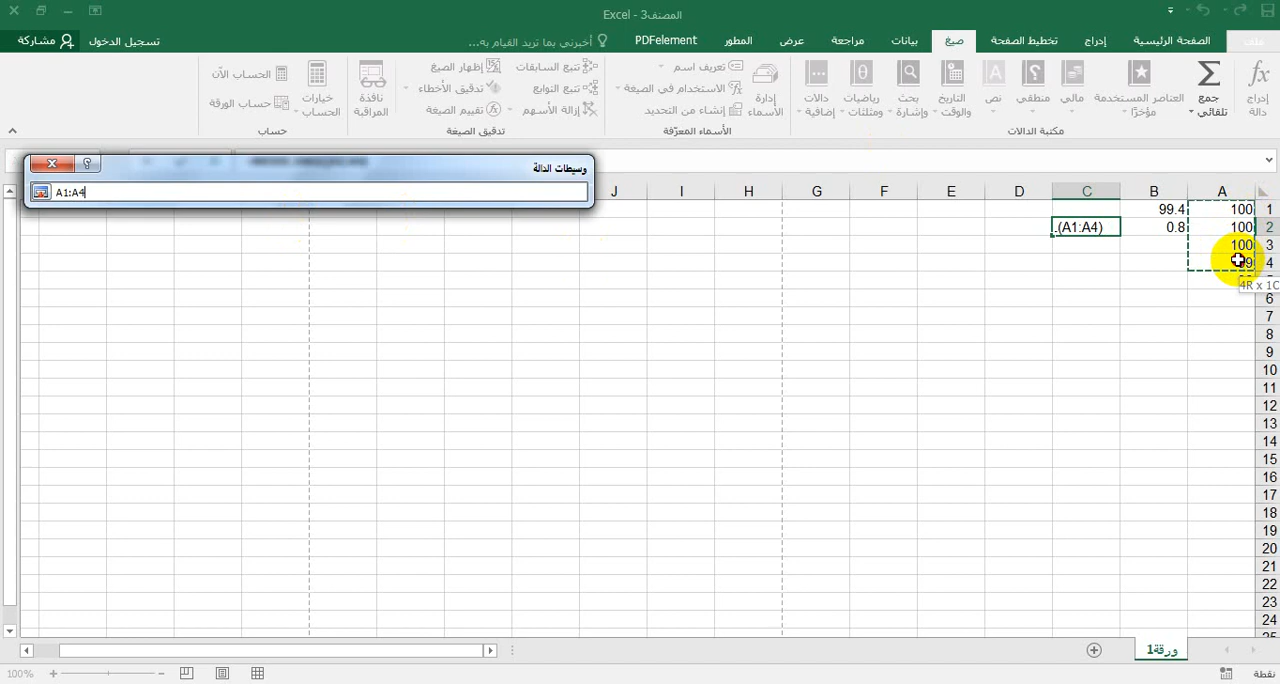 المصنف3 - Excel
ملف
الصفحة الرئيسية
إدراج
تخطيط الصفحة
صيغ
بيانات
مراجعة
عرض
المطور
PDFelement
أخبرني بما تريد القيام به...
تسجيل الدخول
مشاركة
إدراج دالة
جمع تلقائي
العناصر المستخدمة مؤخرًا
مالي
منطقي
نص
التاريخ والوقت
بحث وإشارة
رياضيات ومثلثات
دالات إضافية
مكتبة الدالات
إدارة الأسماء
تعريف اسم
الاستخدام في الصيغة
إنشاء من التحديد
الأسماء المعرّفة
تتبع السابقات
تتبع التوابع
إزالة الأسهم
إظهار الصيغ
تدقيق الأخطاء
تقييم الصيغة
تدقيق الصيغة
نافذة المراقبة
خيارات الحساب
الحساب الآن
حساب الورقة
حساب
وسيطات الدالة
A1:A4
A B C D E F G H I J
1 100 99.4
2 100 0.8 (A1:A4)
3 100
4
4R x 1C
6
7
8
9
10
11
12
13
14
15
16
17
18
19
20
21
22
23
24
25
ورقة1
نقطة
100%